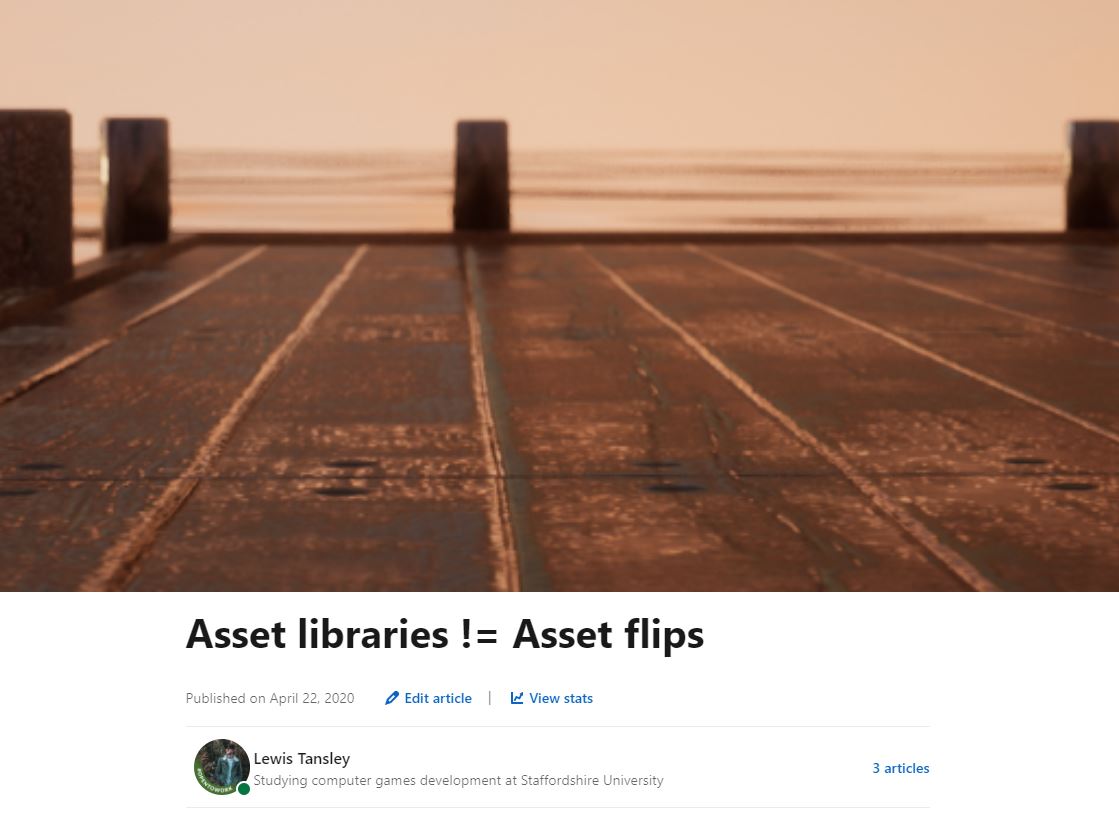 Asset libraries != Asset flips
Published on April 22, 2020 Edit article | View stats
Lewis Tansley
Studying computer games development at Staffordshire University
3 articles
#OPENTOWORK